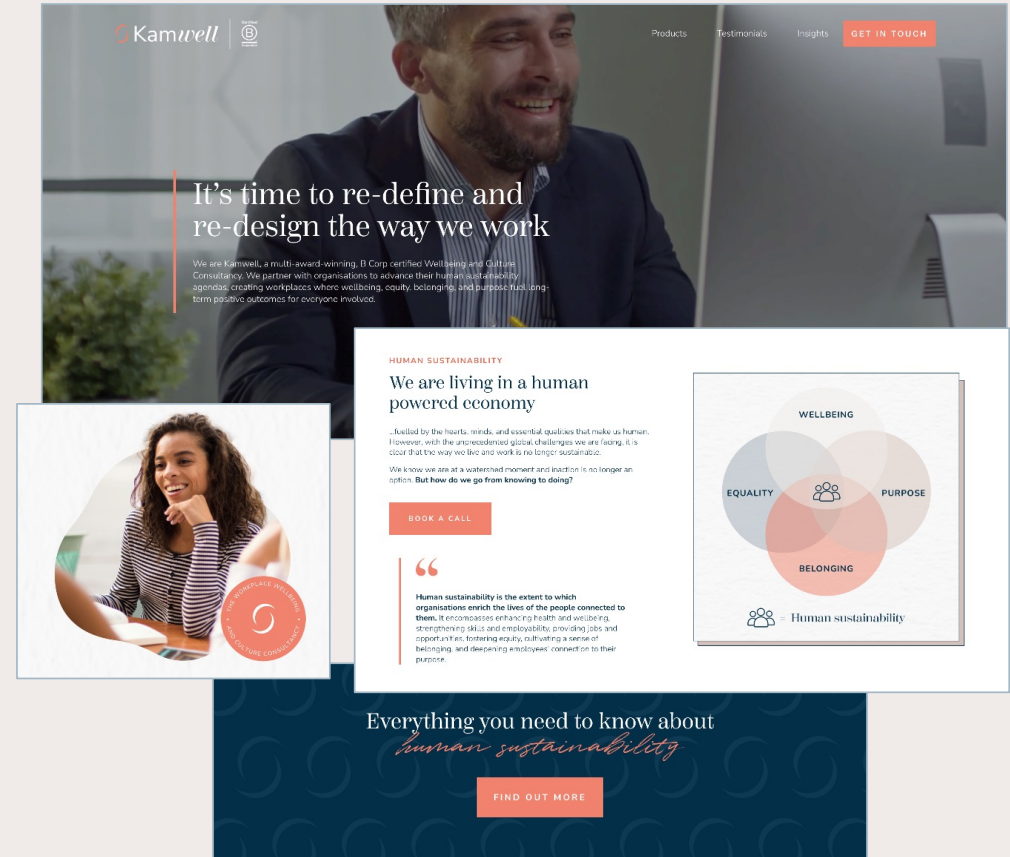 Kamwell
Certified
B
Corporation
Products
Testimonials
Insights
GET IN TOUCH
It's time to re-define and
re-design the way we work
We are Kamwell, a multi-award-winning, B Corp certified Wellbeing and Culture
Consultancy. We partner with organisations to advance their human sustainability
agendas, creating workplaces where wellbeing, equity, belonging, and purpose fuel long-
term positive outcomes for everyone involved.
HUMAN SUSTAINABILITY
We are living in a human
powered economy
...fuelled by the hearts, minds, and essential qualities that make us human.
However, with the unprecedented global challenges we are facing, it is
clear that the way we live and work is no longer sustainable.
We know we are at a watershed moment and inaction is no longer an
option. But how do we go from knowing to doing?
BOOK A CALL
“
Human sustainability is the extent to which
organisations enrich the lives of the people connected to
them. It encompasses enhancing health and wellbeing,
strengthening skills and employability, providing jobs and
opportunities, fostering equity, cultivating a sense of
belonging, and deepening employees' connection to their
purpose.
WELLBEING
EQUALITY
PURPOSE
BELONGING
= Human sustainability
THE WORKPLACE WELLBEING
• AND CULTURE CONSULTANCY •
Everything you need to know about
human sustainability
FIND OUT MORE